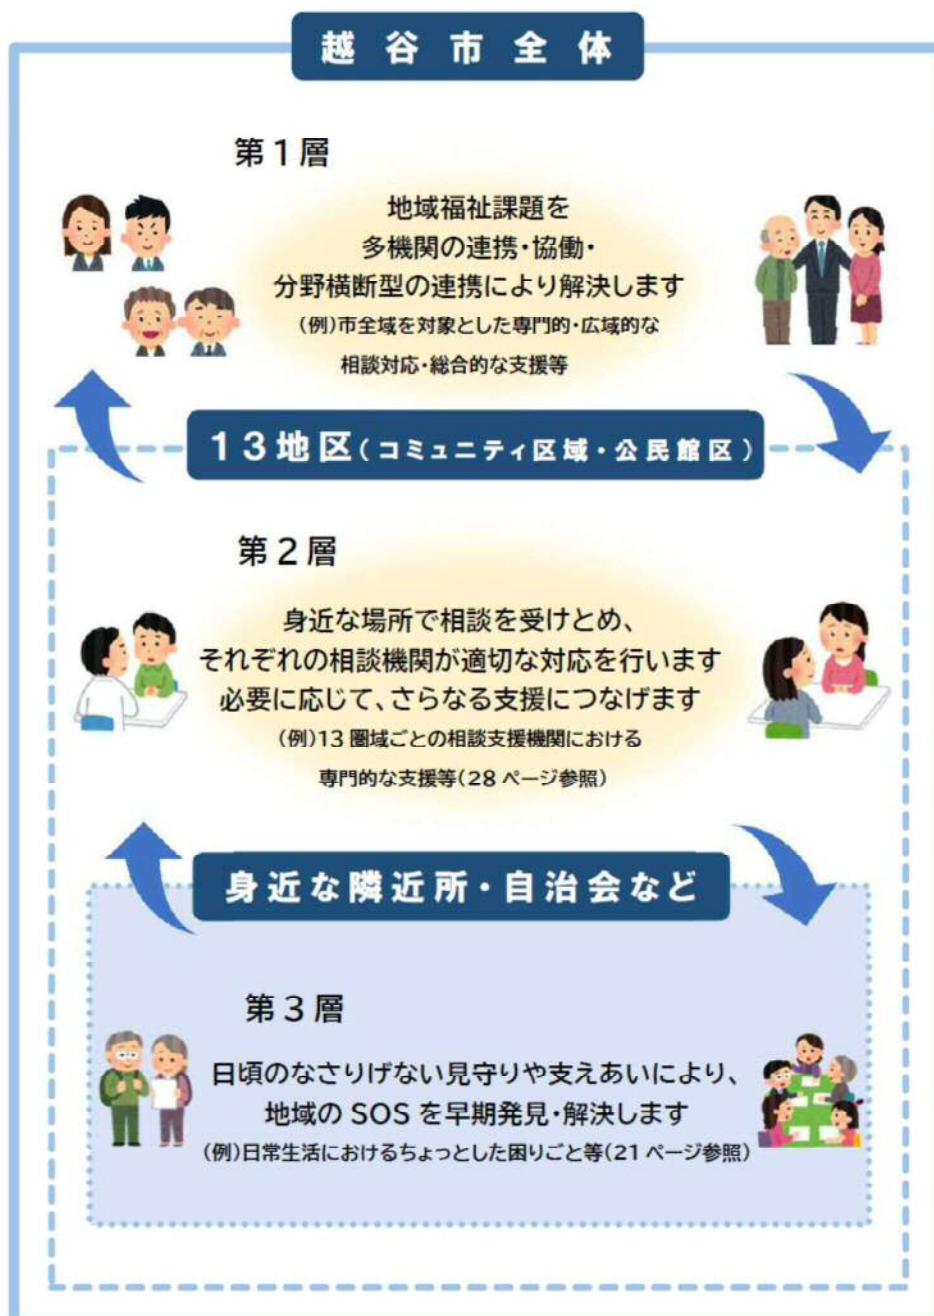 越谷市全体
第1層
地域福祉課題を
多機関の連携・協働・
分野横断型の連携により解決します
(例)市全域を対象とした専門的・広域的な
相談対応・総合的な支援等
13地区(コミュニティ区域・公民館区)
第2層
身近な場所で相談を受けとめ、
それぞれの相談機関が適切な対応を行います
必要に応じて、さらなる支援につなげます
(例)13圏域ごとの相談支援機関における
専門的な支援等(28ページ参照)
身近な隣近所・自治会など
第3層
日頃のなさりげない見守りや支えあいにより、
地域のSOSを早期発見・解決します
(例)日常生活におけるちょっとした困りごと等(21ページ参照)